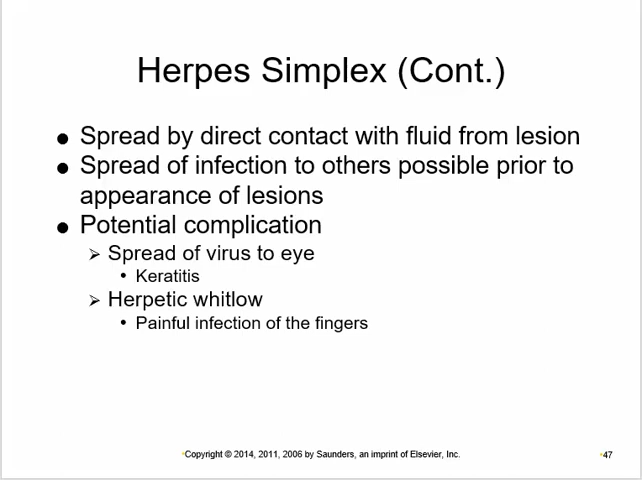 Herpes Simplex (Cont.)
● Spread by direct contact with fluid from lesion
● Spread of infection to others possible prior to
appearance of lesions
● Potential complication
➢ Spread of virus to eye
• Keratitis
➢ Herpetic whitlow
• Painful infection of the fingers
•Copyright © 2014, 2011, 2006 by Saunders, an imprint of Elsevier, Inc.
•47